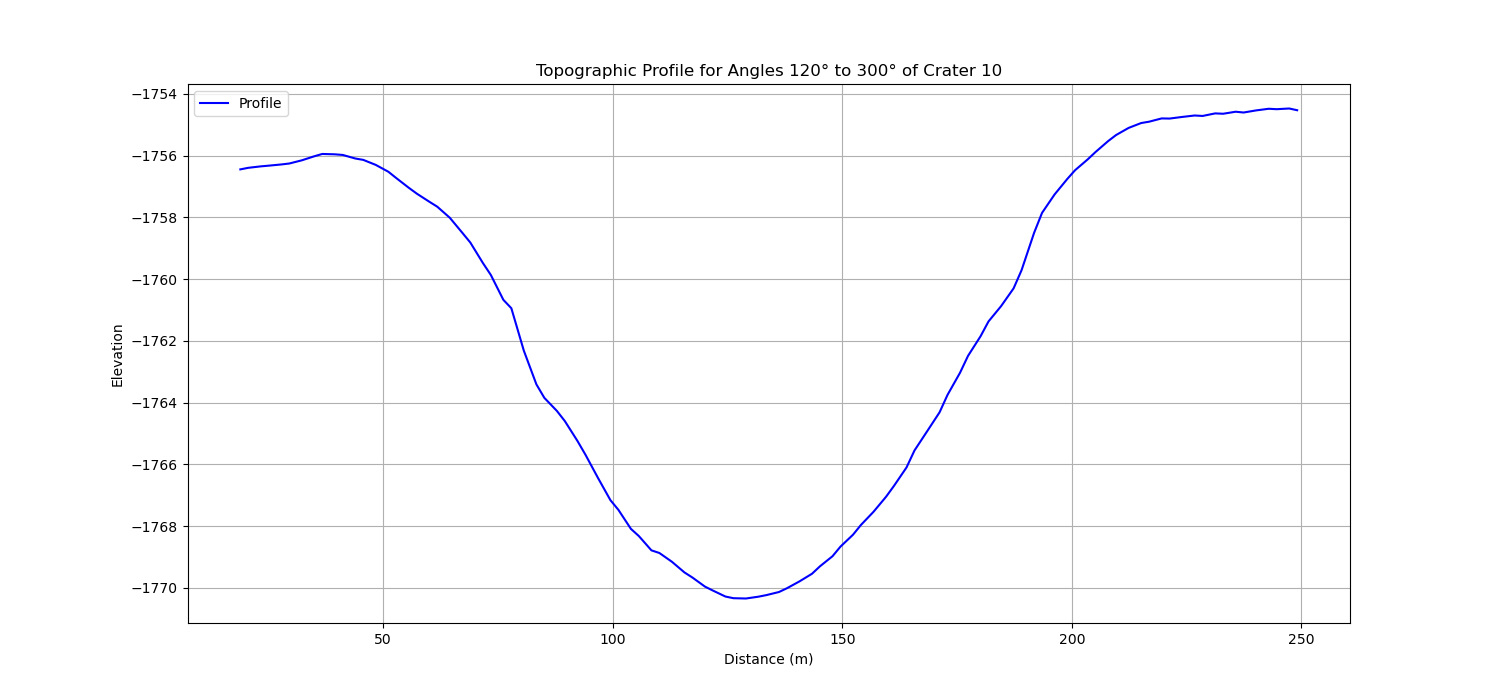 Topographic Profile for Angles 120° to 300° of Crater 10
Profile
−1754
−1756
−1758
−1760
−1762
−1764
−1766
−1768
−1770
Elevation
50 100 150 200 250
Distance (m)